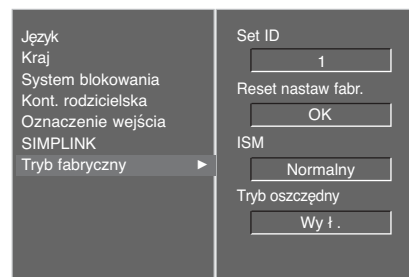 Język
Kraj
System blokowania
Kont. rodzicielska
Oznaczenie wejścia
SIMPLINK
Tryb fabryczny ►
Set ID
1
Reset nastaw fabr.
OK
ISM
Normalny
Tryb oszczędny
Wy ł .